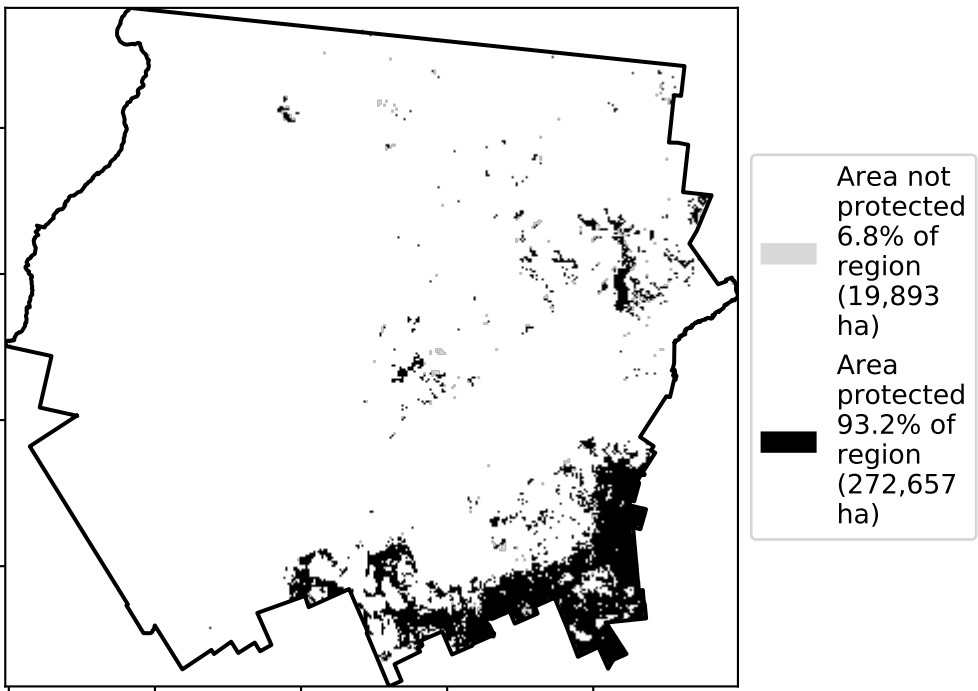 Area not
protected
6.8% of
region
(19,893
ha)
Area
protected
93.2% of
region
(272,657
ha)